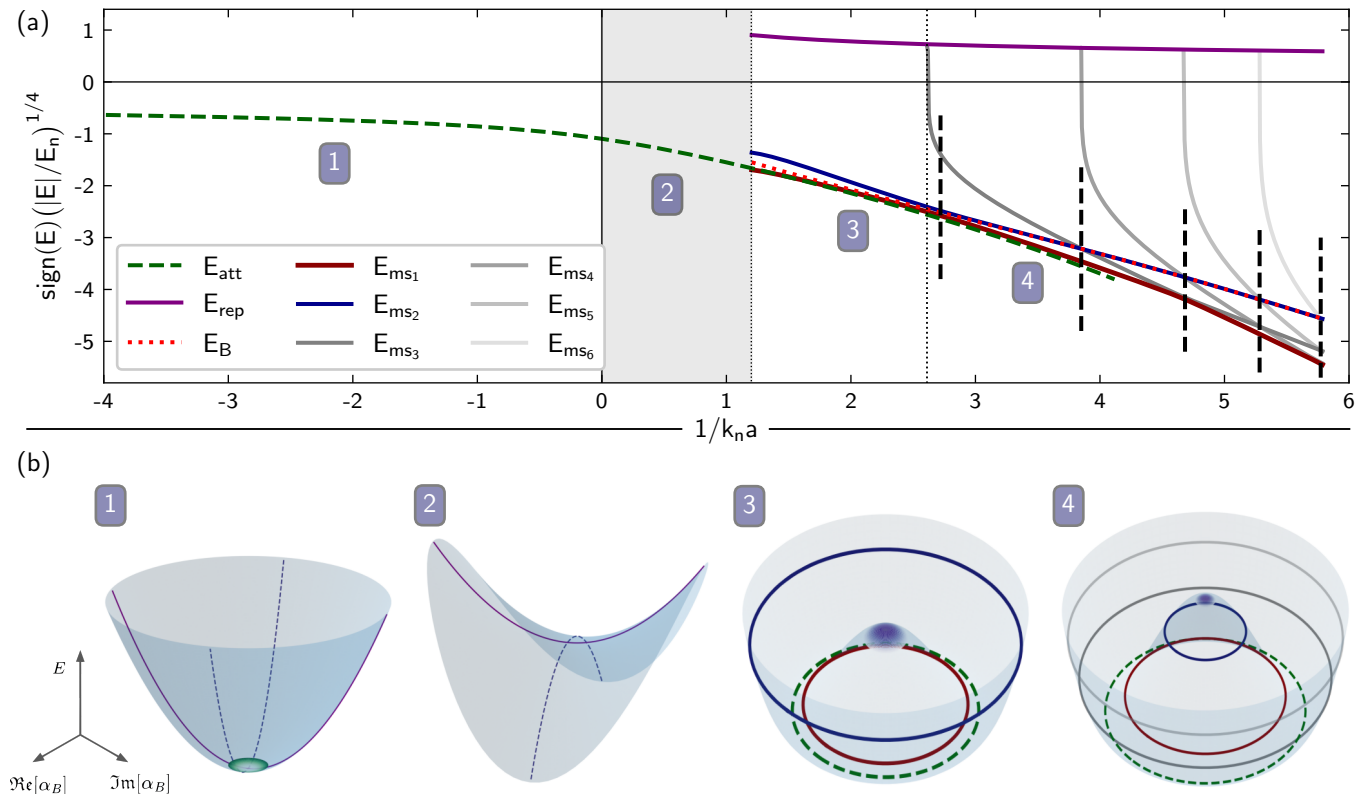 (a)
sign(E)(|E|/E_n)^{1/4}
1
0
-1
-2
-3
-4
-5
1
2
3
4
E_att
E_rep
E_B
E_ms₁
E_ms₂
E_ms₃
E_ms₄
E_ms₅
E_ms₆
-4 -3 -2 -1 0 1 2 3 4 5 6
1/k_n a
(b)
1
2
3
4
E
ℜe[α_B]
ℑm[α_B]